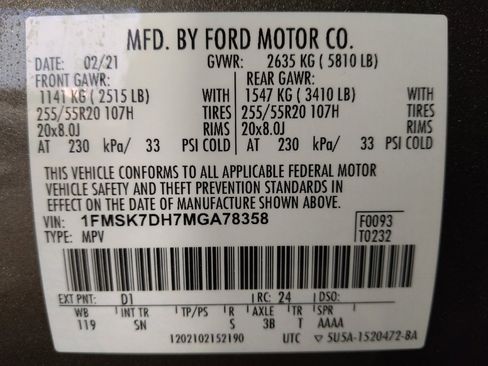 MFD. BY FORD MOTOR CO.
DATE: 02/21 GVWR: 2635 KG ( 5810 LB)
FRONT GAWR: REAR GAWR:
1141 KG ( 2515 LB) WITH 1547 KG ( 3410 LB) WITH
255/55R20 107H TIRES 255/55R20 107H TIRES
20x8.0J RIMS 20x8.0J RIMS
AT 230 kPa/ 33 PSI COLD AT 230 kPa/ 33 PSI COLD
THIS VEHICLE CONFORMS TO ALL APPLICABLE FEDERAL MOTOR
VEHICLE SAFETY AND THEFT PREVENTION STANDARDS IN
EFFECT ON THE DATE OF MANUFACTURE SHOWN ABOVE.
VIN: 1FMSK7DH7MGA78358 F0093
TYPE: MPV T0232
EXT PNT: D1 RC: 24 DSO:
WB INT TR TP/PS R AXLE TR SPR
119 SN S 3B T AAAA
1202102152190 UTC 5U5A-1520472-BA